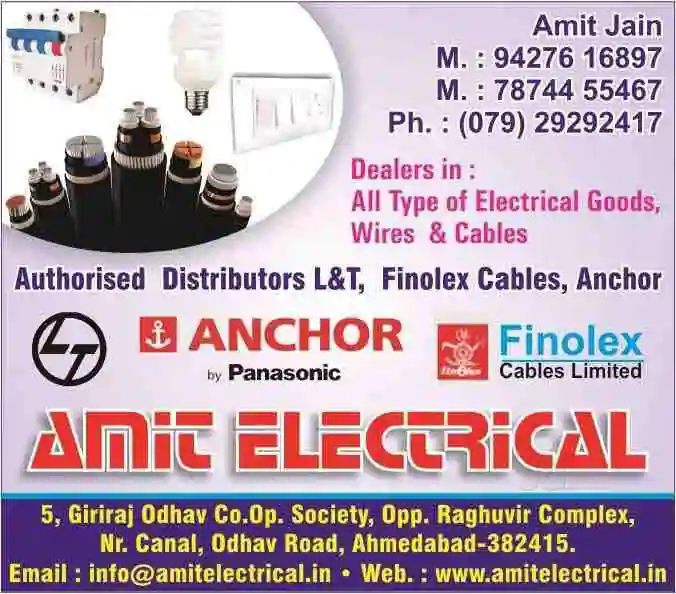 Amit Jain
M. : 94276 16897
M. : 78744 55467
Ph. : (079) 29292417
Dealers in :
All Type of Electrical Goods,
Wires & Cables
Authorised Distributors L&T, Finolex Cables, Anchor
LT
ANCHOR
by Panasonic
Finolex
Cables Limited
AMIT ELECTRICAL
5, Giriraj Odhav Co.Op. Society, Opp. Raghuvir Complex,
Nr. Canal, Odhav Road, Ahmedabad-382415.
Email : info@amitelectrical.in • Web. : www.amitelectrical.in